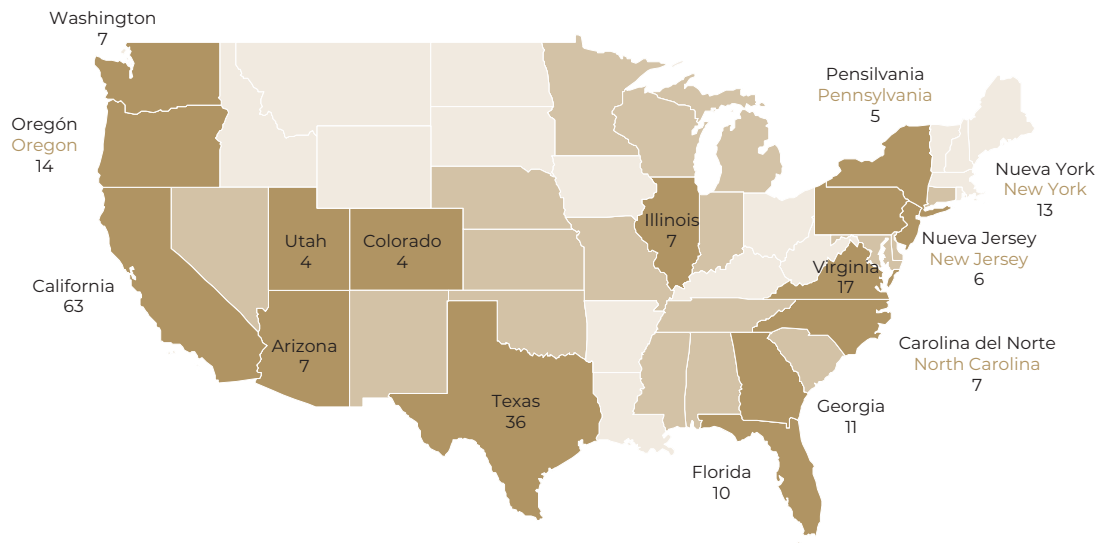 Washington
7
Pensilvania
Pennsylvania
5
Oregón
Oregon
14
Nueva York
New York
13
Illinois
7
Utah
4
Colorado
4
Nueva Jersey
New Jersey
6
Virginia
17
California
63
Arizona
7
Carolina del Norte
North Carolina
7
Texas
36
Georgia
11
Florida
10